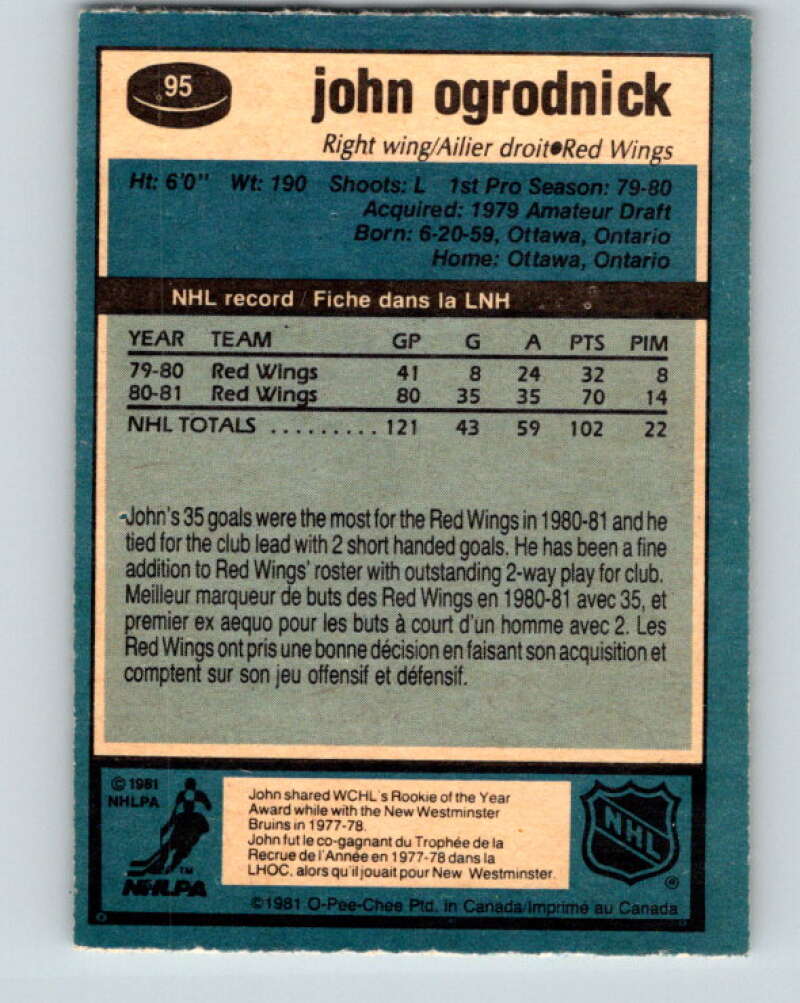 95
john ogrodnick
Right wing/Ailier droit●Red Wings
Ht: 6'0" Wt: 190 Shoots: L 1st Pro Season: 79-80
Acquired: 1979 Amateur Draft
Born: 6-20-59, Ottawa, Ontario
Home: Ottawa, Ontario
NHL record / Fiche dans la LNH
YEAR TEAM GP G A PTS PIM
79-80 Red Wings 41 8 24 32 8
80-81 Red Wings 80 35 35 70 14
NHL TOTALS ......... 121 43 59 102 22
John's 35 goals were the most for the Red Wings in 1980-81 and he
tied for the club lead with 2 short handed goals. He has been a fine
addition to Red Wings' roster with outstanding 2-way play for club.
Meilleur marqueur de buts des Red Wings en 1980-81 avec 35, et
premier ex aequo pour les buts à court d'un homme avec 2. Les
Red Wings ont pris une bonne décision en faisant son acquisition et
comptent sur son jeu offensif et défensif.
© 1981
NHLPA
TM
NHLPA
John shared WCHL's Rookie of the Year
Award while with the New Westminster
Bruins in 1977-78.
John fut le co-gagnant du Trophée de la
Recrue de l'Année en 1977-78 dans la
LHOC, alors qu'il jouait pour New Westminster.
NHL
®
©1981 O-Pee-Chee Ptd. in Canada/Imprimé au Canada